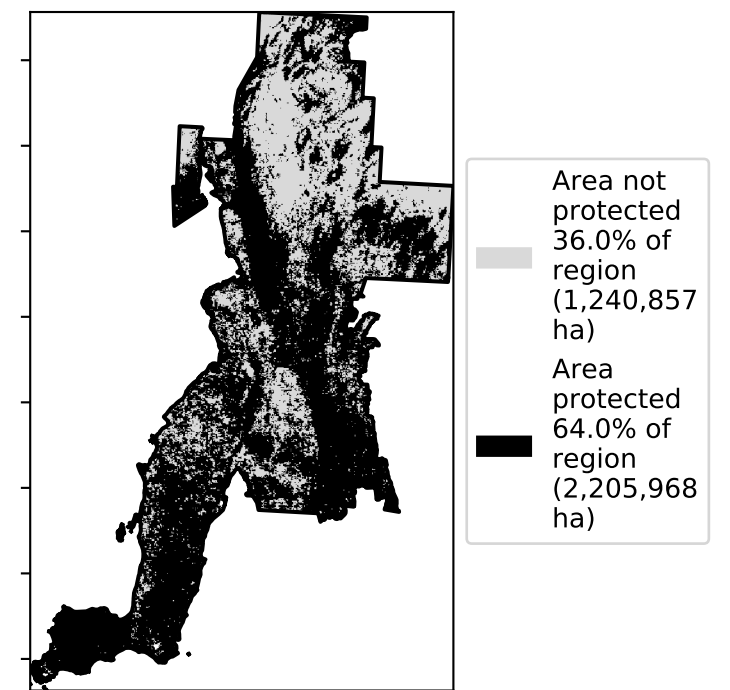 Area not
protected
36.0% of
region
(1,240,857
ha)
Area
protected
64.0% of
region
(2,205,968
ha)